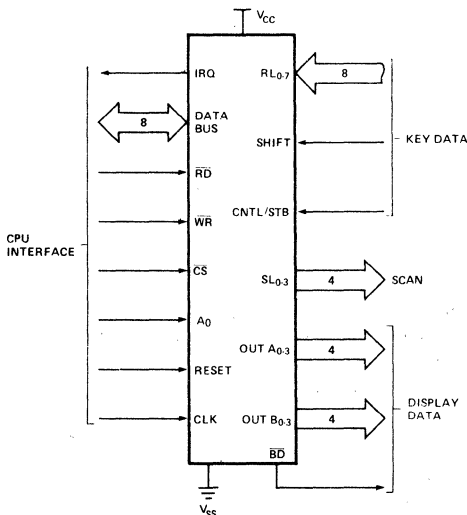 VCC
IRQ
RL0-7
8
DATA
BUS
8
SHIFT
KEY DATA
RD
CNTL/STB
WR
CPU
INTERFACE
CS
SL0-3
4
SCAN
A0
OUT A0-3
4
RESET
DISPLAY
DATA
CLK
OUT B0-3
4
BD
VSS